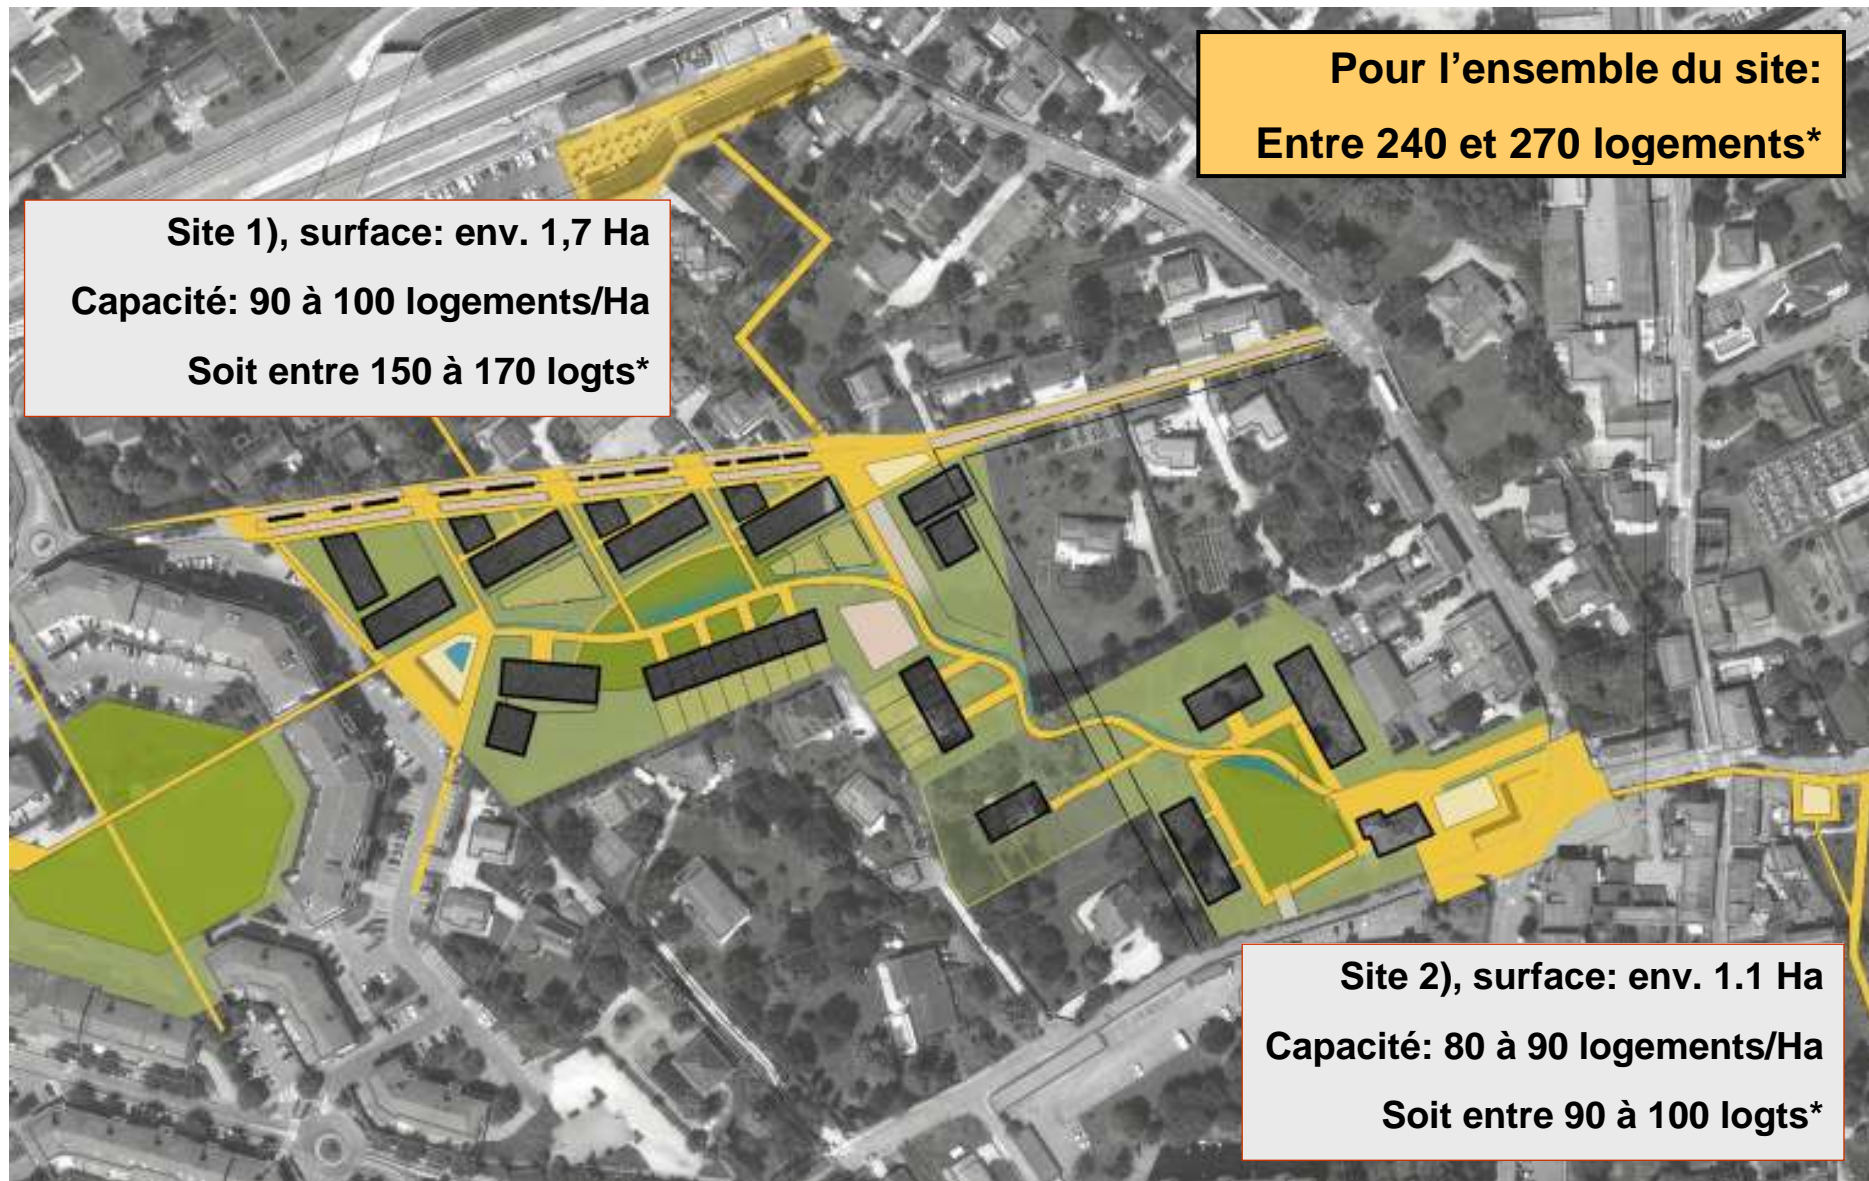 Pour l’ensemble du site:
Entre 240 et 270 logements*
Site 1), surface: env. 1,7 Ha
Capacité: 90 à 100 logements/Ha
Soit entre 150 à 170 logts*
Site 2), surface: env. 1.1 Ha
Capacité: 80 à 90 logements/Ha
Soit entre 90 à 100 logts*